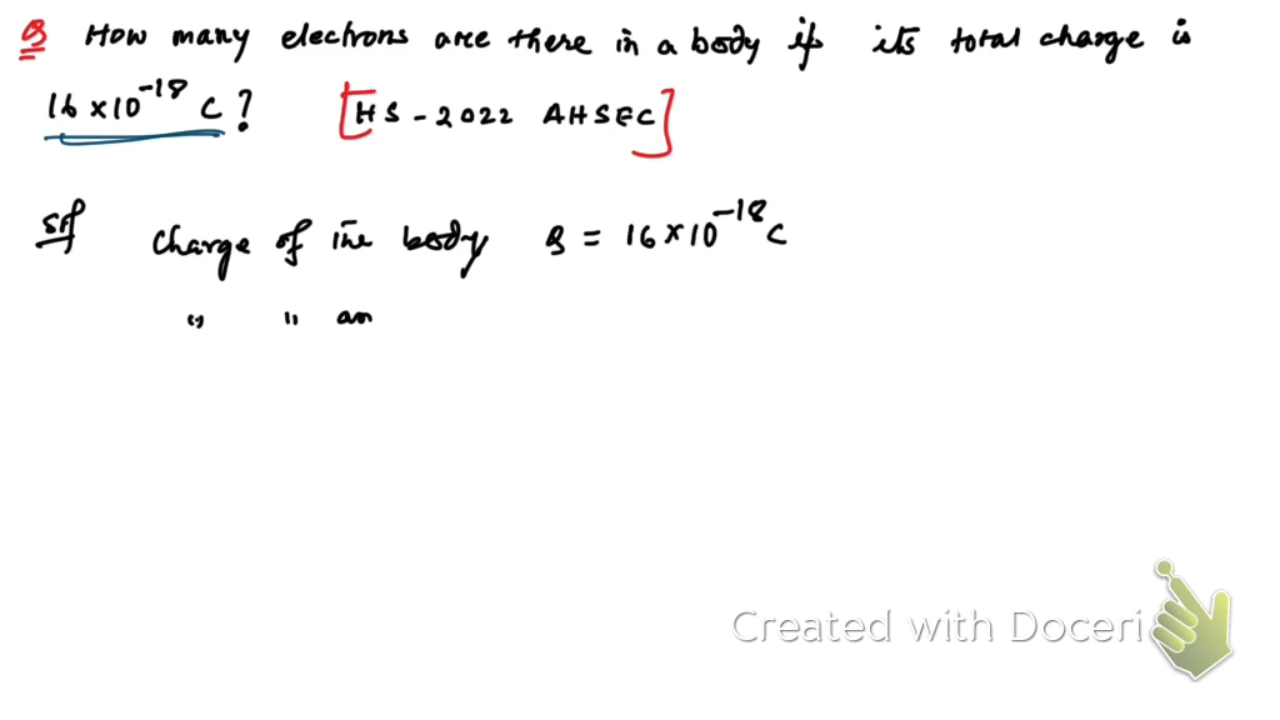 Q How many electrons are there in a body if its total charge is
16 × 10⁻¹⁸ C ? [HS - 2022 AHSEC]
Sol Charge of the body Q = 16 × 10⁻¹⁸ C
" " an
Created with Doceri